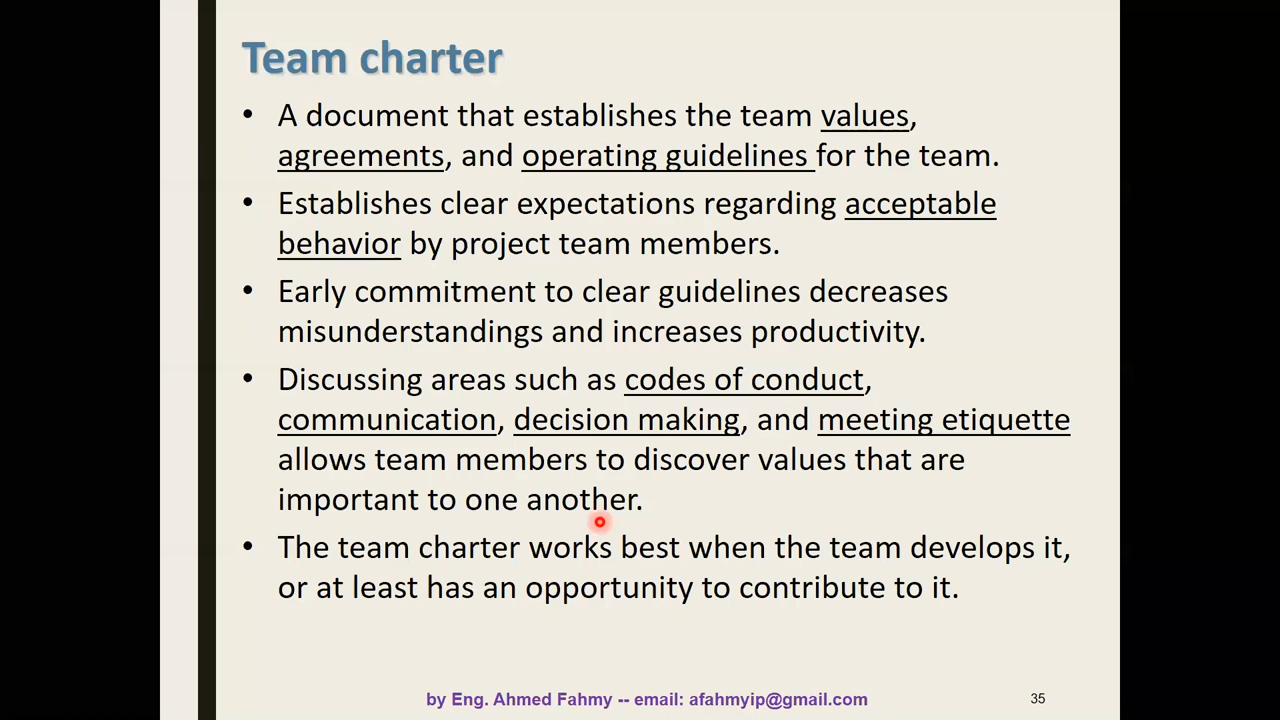 Team charter
• A document that establishes the team values,
agreements, and operating guidelines for the team.
• Establishes clear expectations regarding acceptable
behavior by project team members.
• Early commitment to clear guidelines decreases
misunderstandings and increases productivity.
• Discussing areas such as codes of conduct,
communication, decision making, and meeting etiquette
allows team members to discover values that are
important to one another.
• The team charter works best when the team develops it,
or at least has an opportunity to contribute to it.
by Eng. Ahmed Fahmy -- email: afahmyip@gmail.com
35